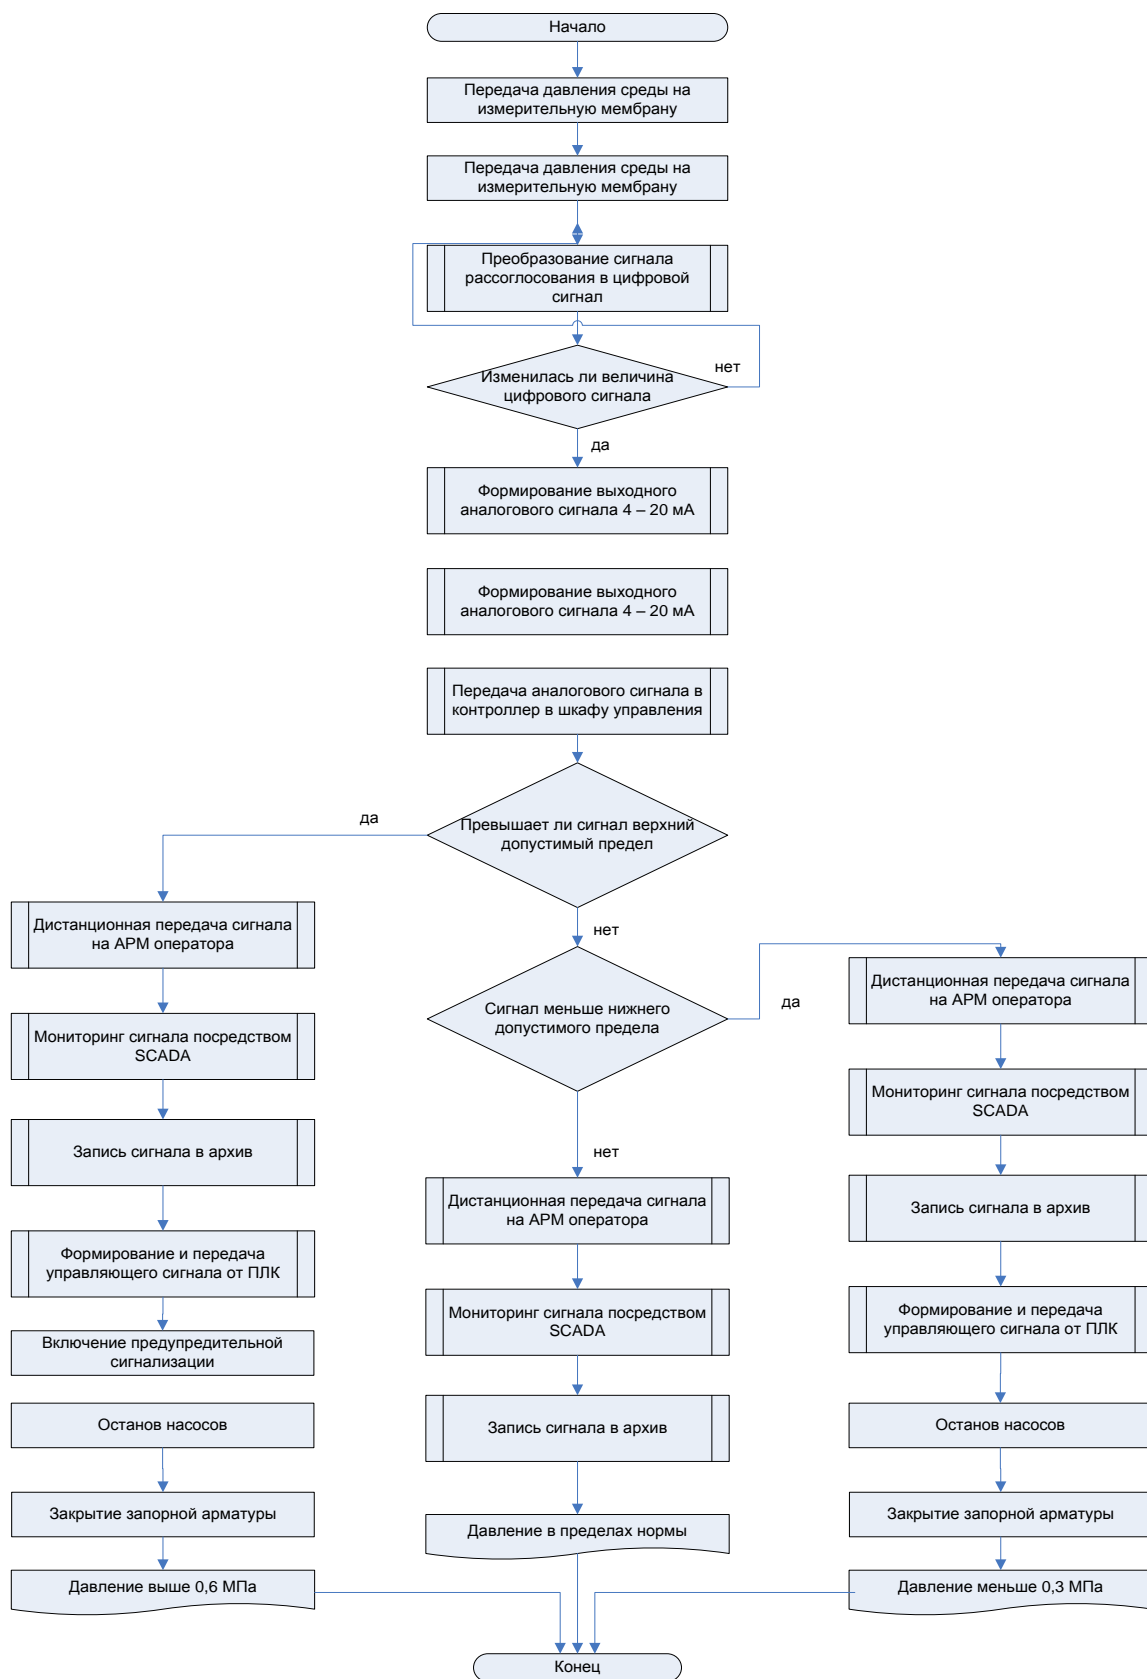 Начало
Передача давления среды на
измерительную мембрану
Передача давления среды на
измерительную мембрану
Преобразование сигнала
рассоглосования в цифровой
сигнал
нет
Изменилась ли величина
цифрового сигнала
да
Формирование выходного
аналогового сигнала 4 – 20 мА
Формирование выходного
аналогового сигнала 4 – 20 мА
Передача аналогового сигнала в
контроллер в шкафу управления
да
Превышает ли сигнал верхний
допустимый предел
нет
Дистанционная передача сигнала
на АРМ оператора
Мониторинг сигнала посредством
SCADA
Запись сигнала в архив
Формирование и передача
управляющего сигнала от ПЛК
Включение предупредительной
сигнализации
Останов насосов
Закрытие запорной арматуры
Давление выше 0,6 МПа
Сигнал меньше нижнего
допустимого предела
да
нет
Дистанционная передача сигнала
на АРМ оператора
Мониторинг сигнала посредством
SCADA
Запись сигнала в архив
Давление в пределах нормы
Дистанционная передача сигнала
на АРМ оператора
Мониторинг сигнала посредством
SCADA
Запись сигнала в архив
Формирование и передача
управляющего сигнала от ПЛК
Останов насосов
Закрытие запорной арматуры
Давление меньше 0,3 МПа
Конец